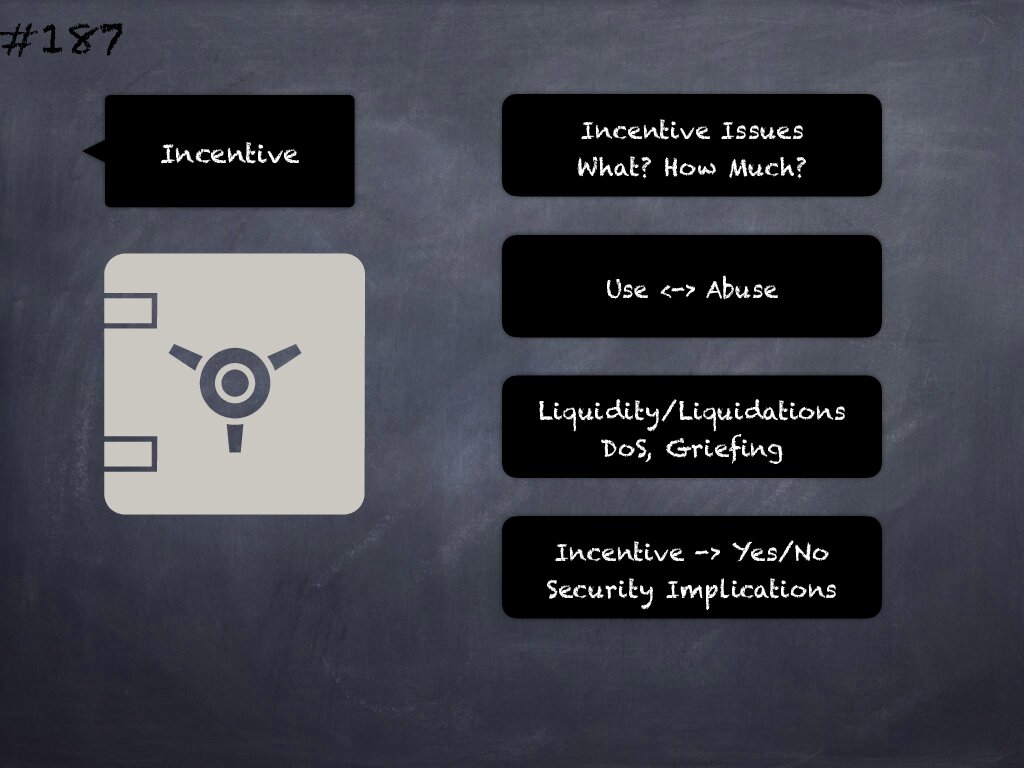 #187
Incentive
Incentive Issues
What? How Much?
Use <-> Abuse
Liquidity/Liquidations
DoS, Griefing
Incentive -> Yes/No
Security Implications